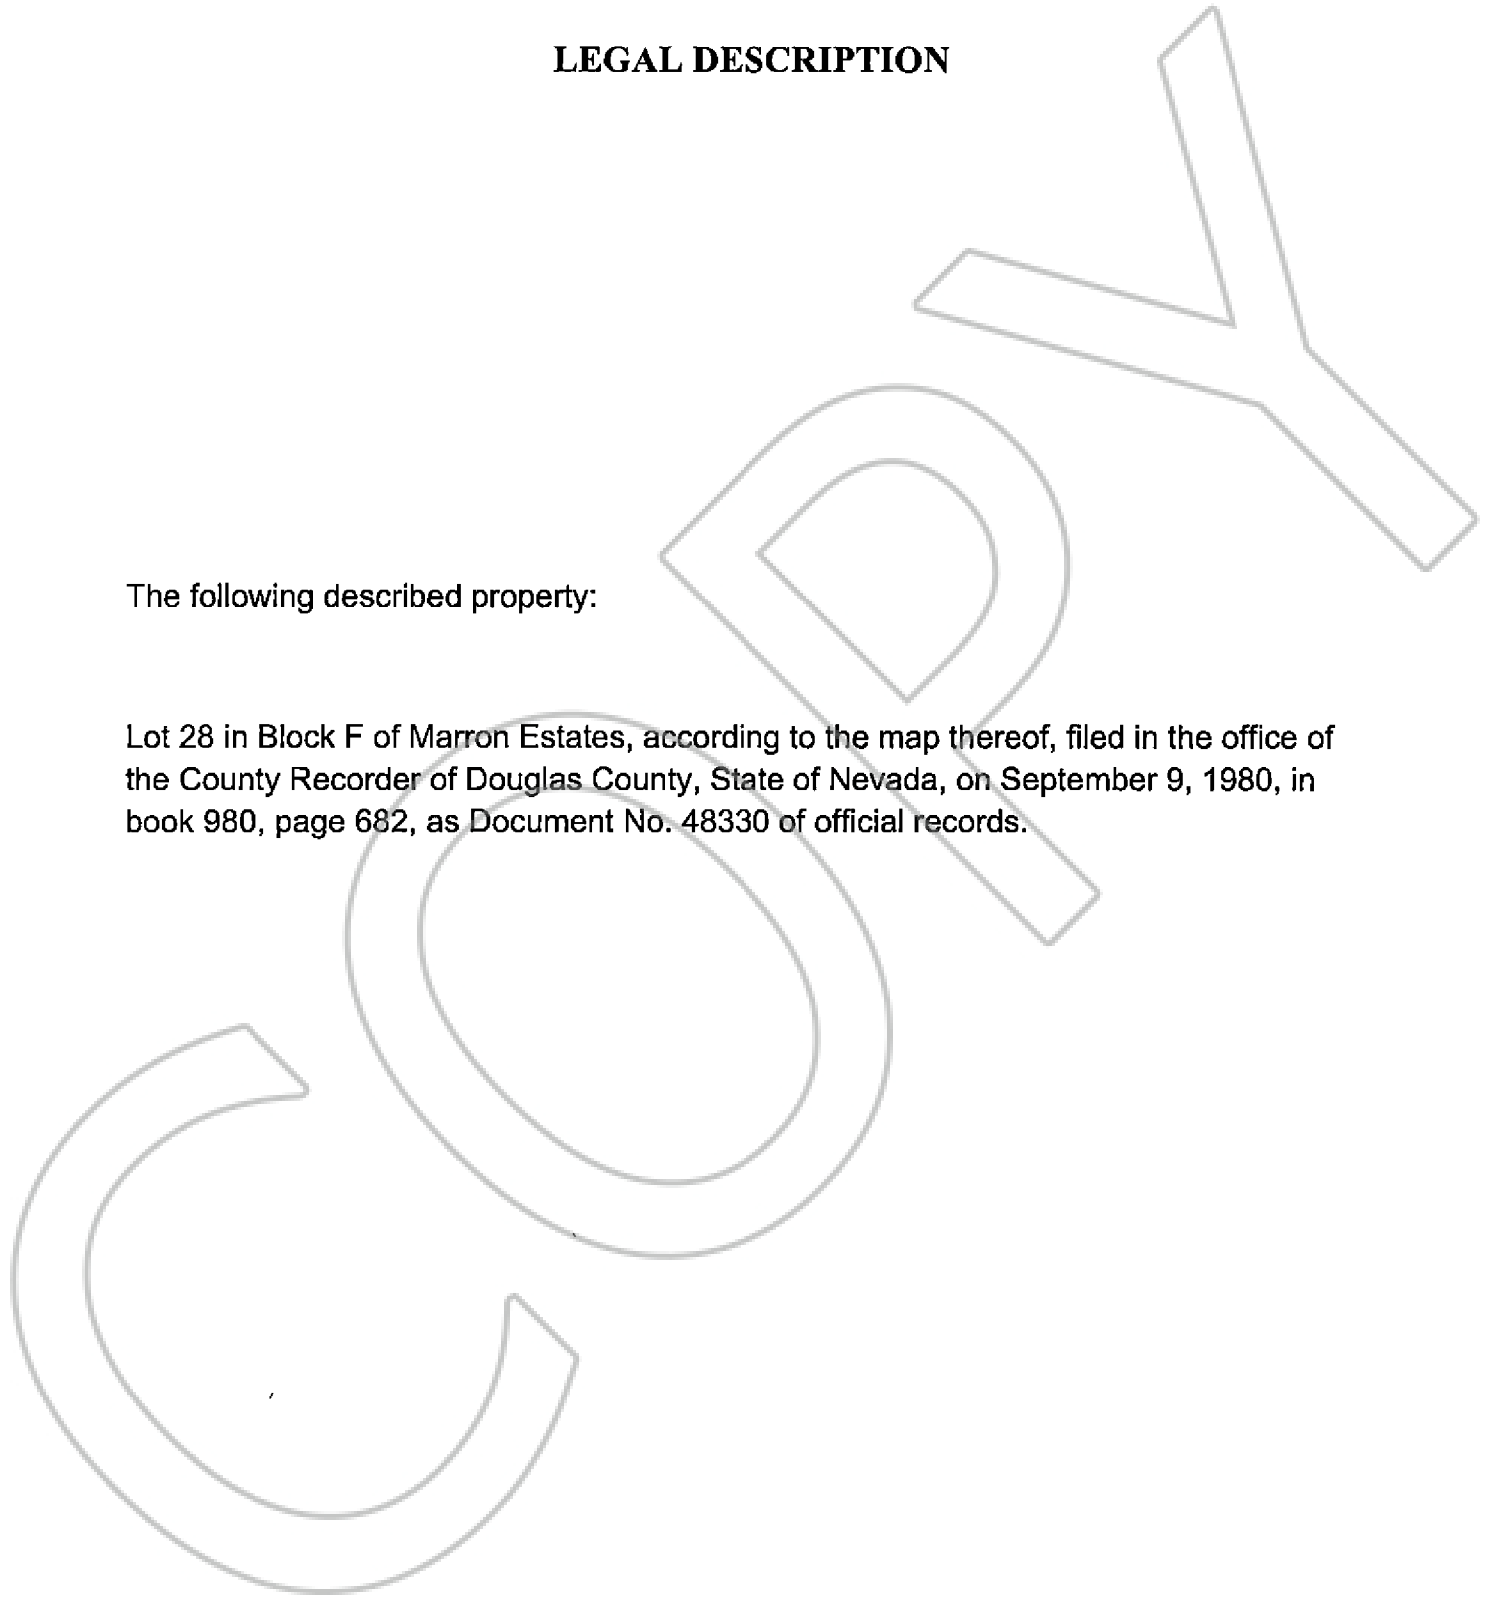 LEGAL DESCRIPTION
The following described property:
Lot 28 in Block F of Marron Estates, according to the map thereof, filed in the office of
the County Recorder of Douglas County, State of Nevada, on September 9, 1980, in
book 980, page 682, as Document No. 48330 of official records.
COPY